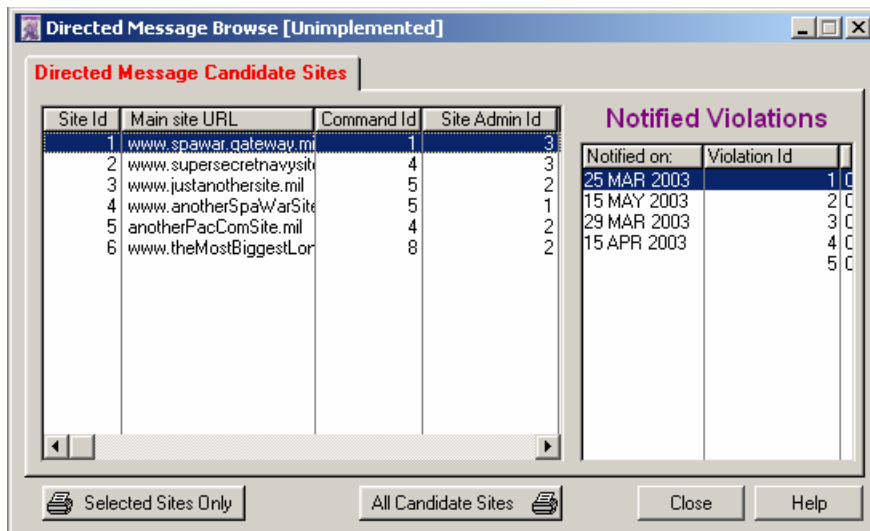 Directed Message Browse [Unimplemented]
Directed Message Candidate Sites
Site Id Main site URL Command Id Site Admin Id
1 www.spawar.gateway.mi 1 3
2 www.supersecretnavysit 4 3
3 www.justanothersite.mil 5 2
4 www.anotherSpaWarSite 5 1
5 anotherPacComSite.mil 4 2
6 www.theMostBiggestLon 8 2
Notified Violations
Notified on: Violation Id
25 MAR 2003 1
15 MAY 2003 2
29 MAR 2003 3
15 APR 2003 4
5
Selected Sites Only All Candidate Sites Close Help